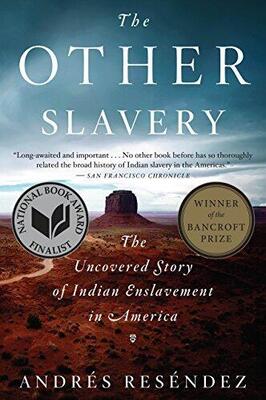 The
OTHER
SLAVERY
"Long-awaited and important . . . No other book before has so thoroughly
related the broad history of Indian slavery in the Americas."
— SAN FRANCISCO CHRONICLE
NATIONAL BOOK AWARD
FINALIST
WINNER
of the
BANCROFT
PRIZE
The
Uncovered Story
of Indian Enslavement
in America
ANDRÉS RESÉNDEZ